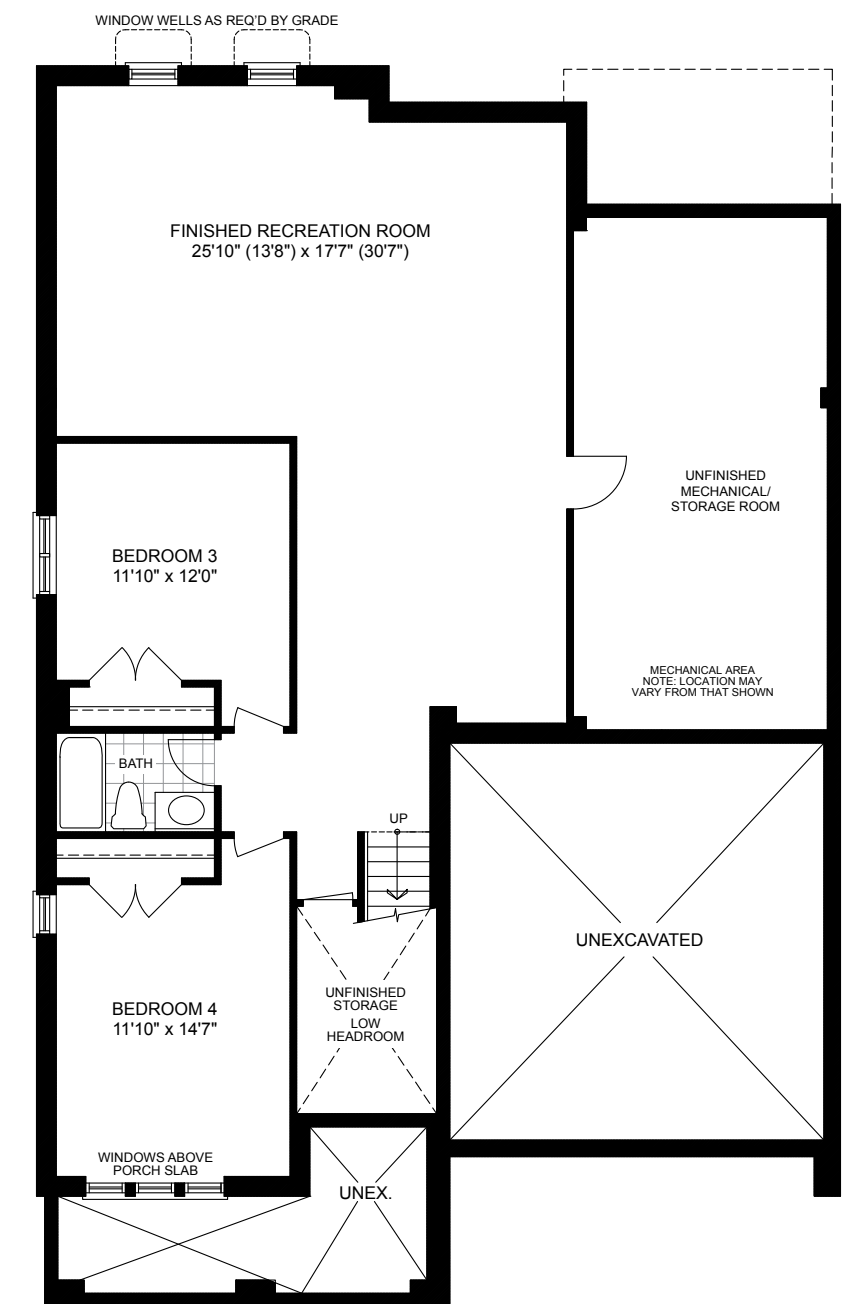 WINDOW WELLS AS REQ'D BY GRADE
FINISHED RECREATION ROOM
25'10" (13'8") x 17'7" (30'7")
UNFINISHED
MECHANICAL/
STORAGE ROOM
BEDROOM 3
11'10" x 12'0"
MECHANICAL AREA
NOTE: LOCATION MAY
VARY FROM THAT SHOWN
BATH
UP
UNEXCAVATED
UNFINISHED
STORAGE
LOW
HEADROOM
BEDROOM 4
11'10" x 14'7"
WINDOWS ABOVE
PORCH SLAB
UNEX.